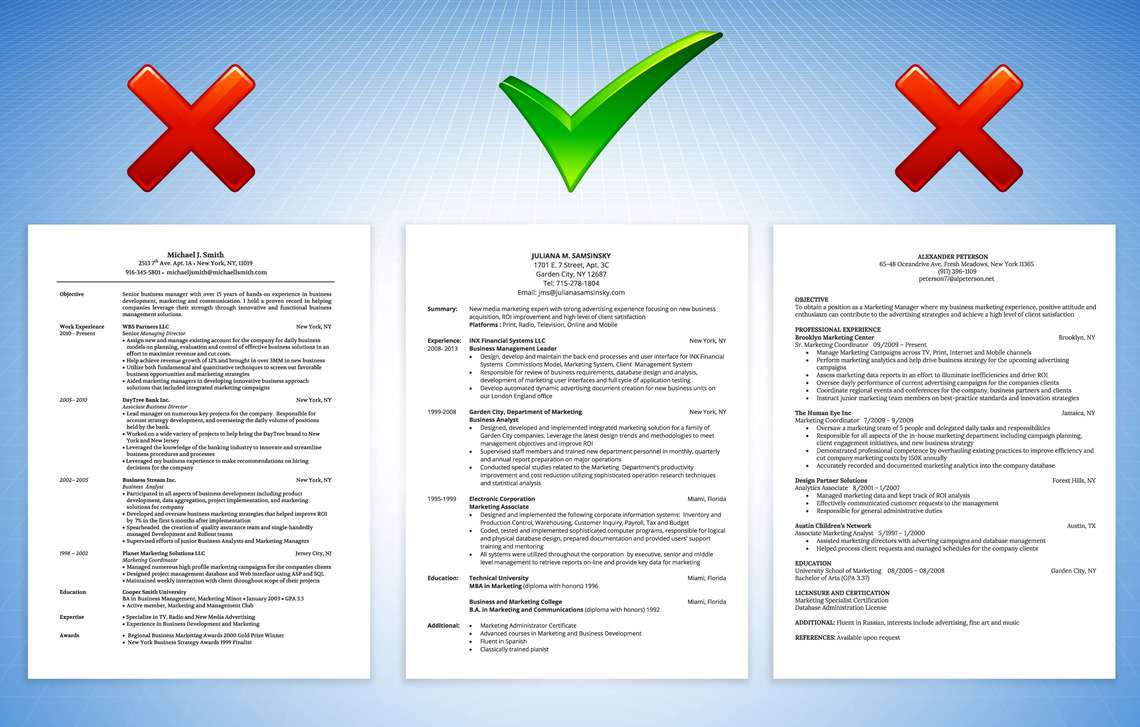 Michael J. Smith
2513 7th Ave. Apt. 1A • New York, NY, 11019
916-345-5801 • michaeljsmith@michaellsmith.com
Objective
Senior business manager with over 15 years of hands-on experience in business
development, marketing and communication. I hold a proven record in helping
companies leverage their strength through innovative and functional business
management solutions.
Work Experience
WBS Partners LLC New York, NY
2010 - Present
Senior Managing Director
• Assign new and manage existing account for the company for daily business
models on planning, evaluation and control of effective business solutions in an
effort to maximize revenue and cut costs.
• Help achieve revenue growth of 12% and brought in over 3MM in new business
• Utilize both fundamental and quantitative techniques to screen out favorable
business opportunities and marketing strategies
• Aided marketing managers in developing innovative business approach
solutions that included integrated marketing campaigns
2005 - 2010
DayTree Bank Inc. New York, NY
Associate Business Director
• Lead manager on numerous key projects for the company. Responsible for
account strategy development, and overseeing the daily volume of positions
held by the bank.
• Worked on a wide variety of projects to help bring the DayTree brand to New
York and New Jersey
• Leveraged the knowledge of the banking industry to innovate and streamline
business procedures and processes
• Leveraged my business experience to make recommendations on hiring
decisions for the company
2002 – 2005
Business Stream Inc. New York, NY
Business Analyst
• Participated in all aspects of business development including product
development, data aggregation, project implementation, and marketing
solutions for company
• Developed and oversaw business marketing strategies that helped improve ROI
by 7% in the first 6 months after implementation
• Spearheaded the creation of quality assurance team and single-handedly
managed Development and Rollout teams
• Supervised efforts of junior Business Analysts and Marketing Managers
1998 – 2002
Planet Marketing Solutions LLC Jersey City, NJ
Marketing Coordinator
• Managed numerous high profile marketing campaigns for the companies clients
• Designed project management database and Web interface using ASP and SQL
• Maintained weekly interaction with client throughout scope of their projects
Education
Cooper Smith University
BA in Business Management, Marketing Minor • January 2003 • GPA 3.5
• Active member, Marketing and Management Club
Expertise
• Specialize in TV, Radio and New Media Advertising
• Experience in Business Development and Marketing
Awards
• Regional Business Marketing Awards 2000 Gold Prize Winner
• New York Business Strategy Awards 1999 Finalist
JULIANA M. SAMSINSKY
1701 E. 7 Street, Apt. 3C
Garden City, NY 12687
Tel: 715-278-1804
Email: jms@julianasamsinsky.com
Summary:
New media marketing expert with strong advertising experience focusing on new business
acquisition, ROI improvement and high level of client satisfaction
Platforms : Print, Radio, Television, Online and Mobile
Experience:
INX Financial Systems LLC New York, NY
2008- 2013
Business Management Leader
• Design, develop and maintain the back-end processes and user interface for INX Financial
Systems Commissions Model, Marketing System, Client Management System
• Responsible for review of business requirements, database design and analysis,
development of marketing user interfaces and full cycle of application testing
• Develop automated dynamic advertising document creation for new business units on
our London England office
1999-2008
Garden City, Department of Marketing New York, NY
Business Analyst
• Designed, developed and implemented integrated marketing solution for a family of
Garden City companies. Leverage the latest design trends and methodologies to meet
management objectives and improve ROI
• Supervised staff members and trained new department personnel in monthly, quarterly
and annual report preparation on major operations
• Conducted special studies related to the Marketing Department's productivity
improvement and cost reduction utilizing sophisticated operation research techniques
and statistical analysis
1995-1999
Electronic Corporation Miami, Florida
Marketing Associate
• Designed and implemented the following corporate information systems: Inventory and
Production Control, Warehousing, Customer Inquiry, Payroll, Tax and Budget
• Coded, tested and implemented sophisticated computer programs, responsible for logical
and physical database design, prepared documentation and provided users' support
training and mentoring
• All systems were utilized throughout the corporation by executive, senior and middle
level management to retrieve reports on-line and provide key data for marketing
Education:
Technical University Miami, Florida
MBA in Marketing (diploma with honors) 1996
Business and Marketing College Miami, Florida
B.A. in Marketing and Communications (diploma with honors) 1992
Additional:
• Marketing Administrator Certificate
• Advanced courses in Marketing and Business Development
• Fluent in Spanish
• Classically trained pianist
ALEXANDER PETERSON
65-48 Oceandrive Ave. Fresh Meadows, New York 11365
(917) 396-1109
peterson77@alpeterson.net
OBJECTIVE
To obtain a position as a Marketing Manager where my business marketing experience, positive attitude and
enthusiasm can contribute to the advertising strategies and achieve a high level of client satisfaction
PROFESSIONAL EXPERIENCE
Brooklyn Marketing Center Brooklyn, NY
Sr. Marketing Coordinator 09/2009 – Present
• Manage Marketing Campaigns across TV, Print, Internet and Mobile channels
• Perform marketing analytics and help drive business strategy for the upcoming advertising
campaigns
• Assess marketing data reports in an effort to illuminate inefficiencies and drive ROI
• Oversee dayly performance of current advertising campaigns for the companies clients
• Coordinate regional events and conferences for the company, business partners and clients
• Instruct junior marketing team members on best-practice standards and innovation strategies
The Human Eye Inc Jamaica, NY
Marketing Coordinator 7/2009 – 9/2009
• Oversaw a marketing team of 5 people and delegated daily tasks and responsibilities
• Responsible for all aspects of the in-house marketing department including campaign planning,
client engagement initiatives, and new business strategy
• Demonstrated professional competence by overhauling existing practices to improve efficiency and
cut company marketing costs by 150K annually
• Accurately recorded and documented marketing analytics into the company database
Design Partner Solutions Forest Hills, NY
Analytics Associate 8/2001 – 1/2007
• Managed marketing data and kept track of ROI analysis
• Effectively communicated customer requests to the management
• Responsible for general administrative duties
Austin Children's Network Austin, TX
Associate Marketing Analyst 5/1997 – 1/2000
• Assisted marketing directors with adverting campaigns and database management
• Helped process client requests and managed schedules for the company clients
EDUCATION
University School of Marketing 08/2005 – 08/2008 Garden City, NY
Bachelor of Arts (GPA 3.37)
LICENSURE AND CERTICATION
Marketing Specialist Certification
Database Administration License
ADDITIONAL: Fluent in Russian, interests include advertising, fine art and music
REFERENCES: Available upon request